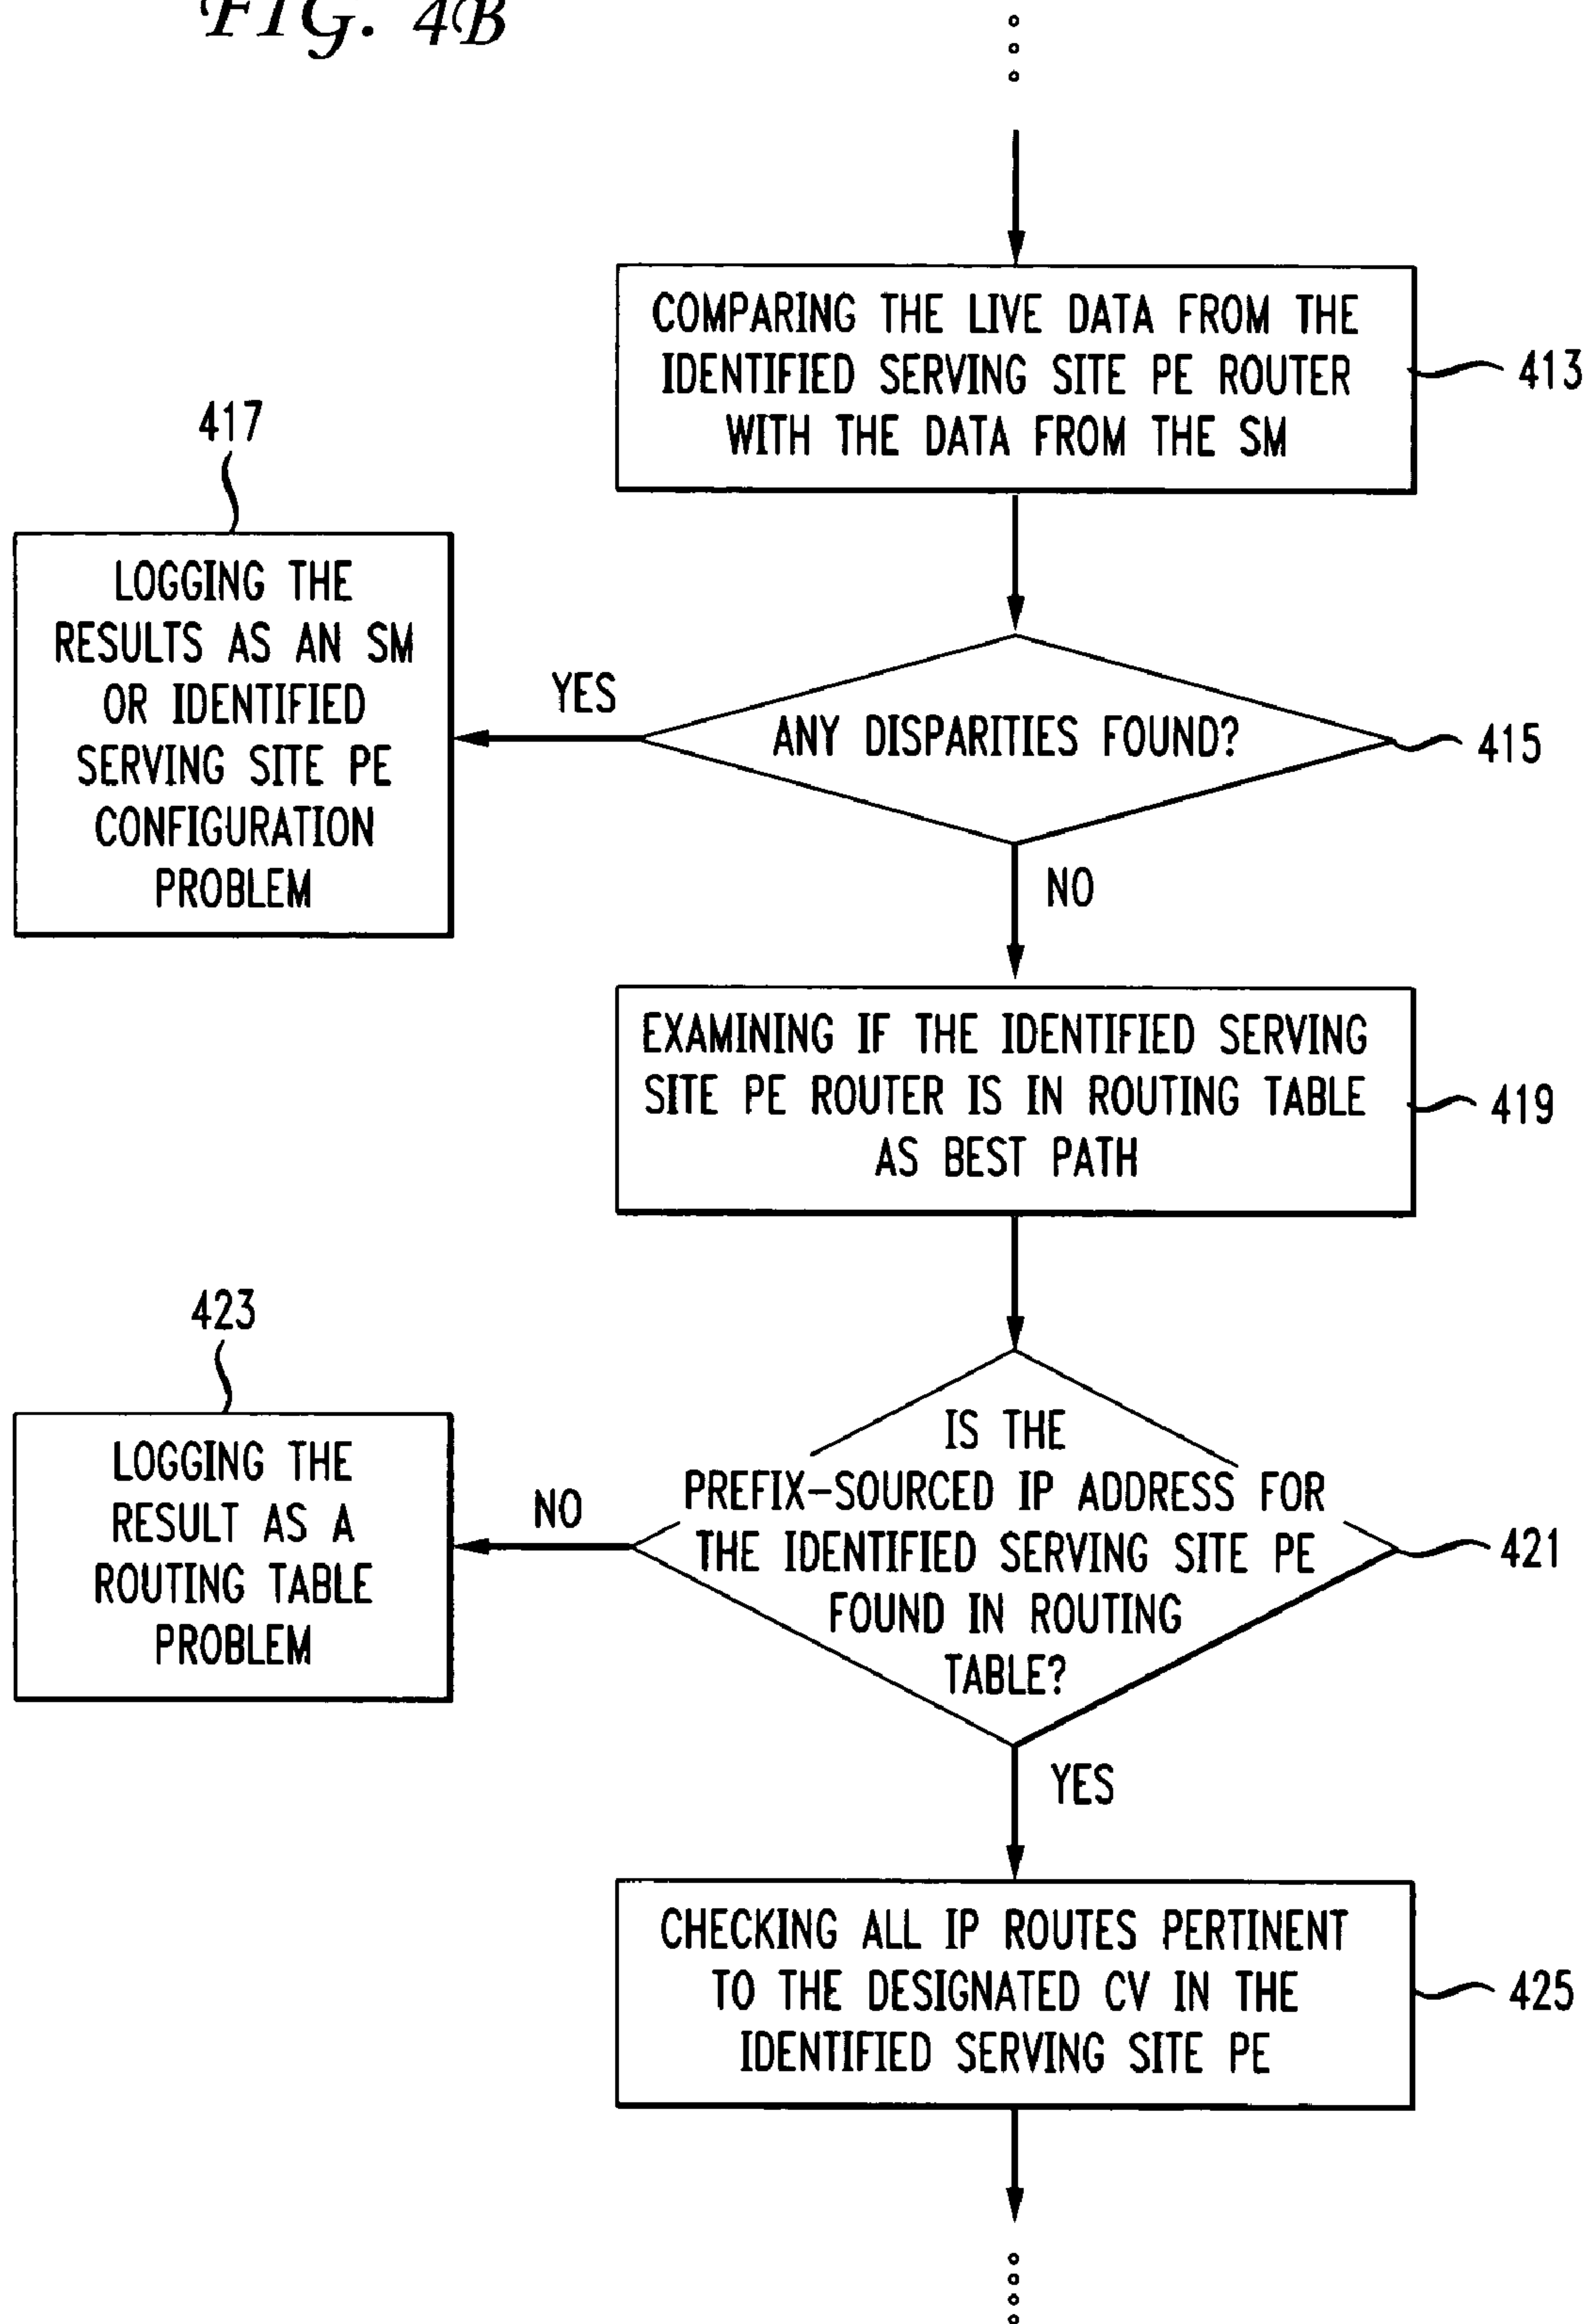 FIG. 4B
COMPARING THE LIVE DATA FROM THE
IDENTIFIED SERVING SITE PE ROUTER
WITH THE DATA FROM THE SM
413
417
LOGGING THE
RESULTS AS AN SM
OR IDENTIFIED
SERVING SITE PE
CONFIGURATION
PROBLEM
YES
ANY DISPARITIES FOUND?
415
NO
EXAMINING IF THE IDENTIFIED SERVING
SITE PE ROUTER IS IN ROUTING TABLE
AS BEST PATH
419
423
LOGGING THE
RESULT AS A
ROUTING TABLE
PROBLEM
NO
IS THE
PREFIX-SOURCED IP ADDRESS FOR
THE IDENTIFIED SERVING SITE PE
FOUND IN ROUTING
TABLE?
421
YES
CHECKING ALL IP ROUTES PERTINENT
TO THE DESIGNATED CV IN THE
IDENTIFIED SERVING SITE PE
425